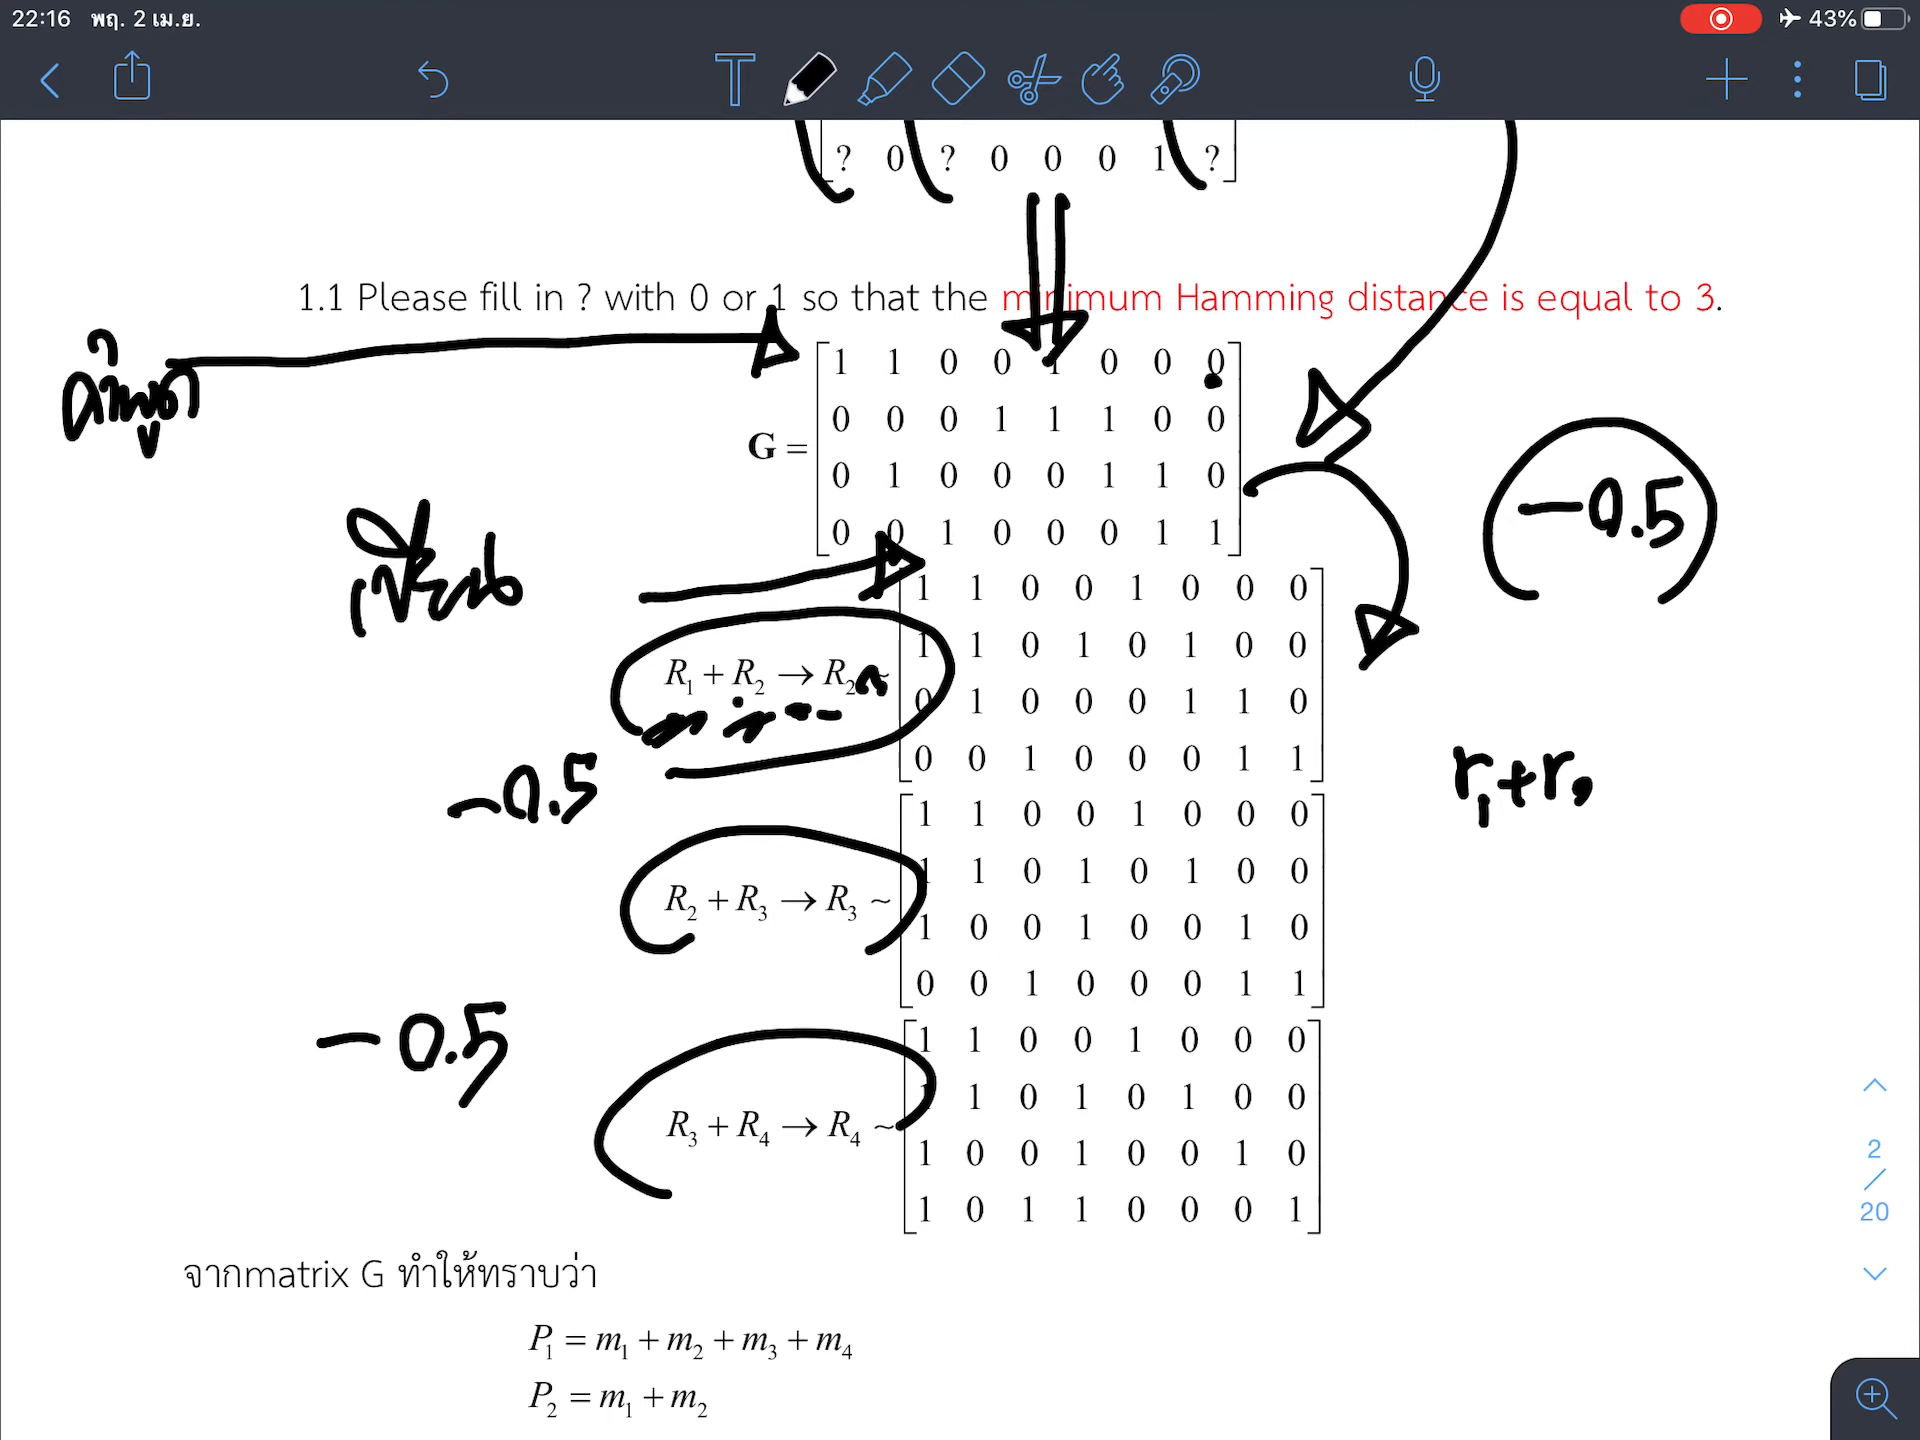 22:16 พฤ. 2 เม.ย. 43%
? 0 ? 0 0 0 1 ?
1.1 Please fill in ? with 0 or 1 so that the minimum Hamming distance is equal to 3.
คำพูด
1 1 0 0 1 0 0 0
0 0 0 1 1 1 0 0
G =
0 1 0 0 0 1 1 0
0 0 1 0 0 0 1 1
-0.5
เขียน
1 1 0 0 1 0 0 0
1 1 0 1 0 1 0 0
R₁ + R₂ → R₂ ~
0 1 0 0 0 1 1 0
0 0 1 0 0 0 1 1
-0.5
r₁+r₂
1 1 0 0 1 0 0 0
1 1 0 1 0 1 0 0
R₂ + R₃ → R₃ ~
1 0 0 1 0 0 1 0
0 0 1 0 0 0 1 1
-0.5
1 1 0 0 1 0 0 0
1 1 0 1 0 1 0 0
R₃ + R₄ → R₄ ~
1 0 0 1 0 0 1 0
1 0 1 1 0 0 0 1
2
/
20
จากmatrix G ทำให้ทราบว่า
P₁ = m₁ + m₂ + m₃ + m₄
P₂ = m₁ + m₂